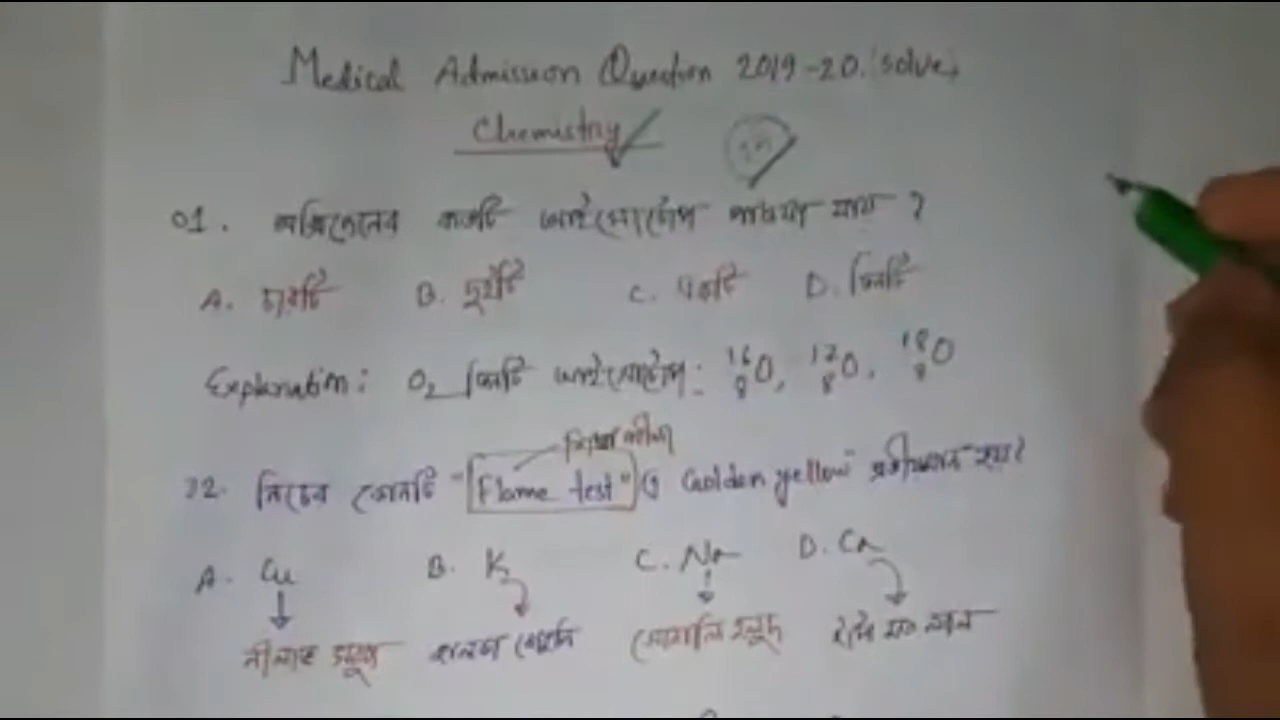 Medical Admission Question 2019-20. (solve)
Chemistry
01. অক্সিজেনের কয়টি আইসোটোপ পাওয়া যায় ?
A. চারটি B. দুইটি C. একটি D. তিনটি
Explanation: O₂ তিনটি আইসোটোপ: ¹⁶₈O, ¹⁷₈O, ¹⁸₈O
শিখা পরীক্ষা
02. নিচের কোনটি "Flame test" এ Golden yellow প্রদর্শন হয়?
A. Cu B. K C. Na D. Ca
নীলাভ সবুজ হালকা বেগুনি সোনালি হলুদ ইটের মত লাল